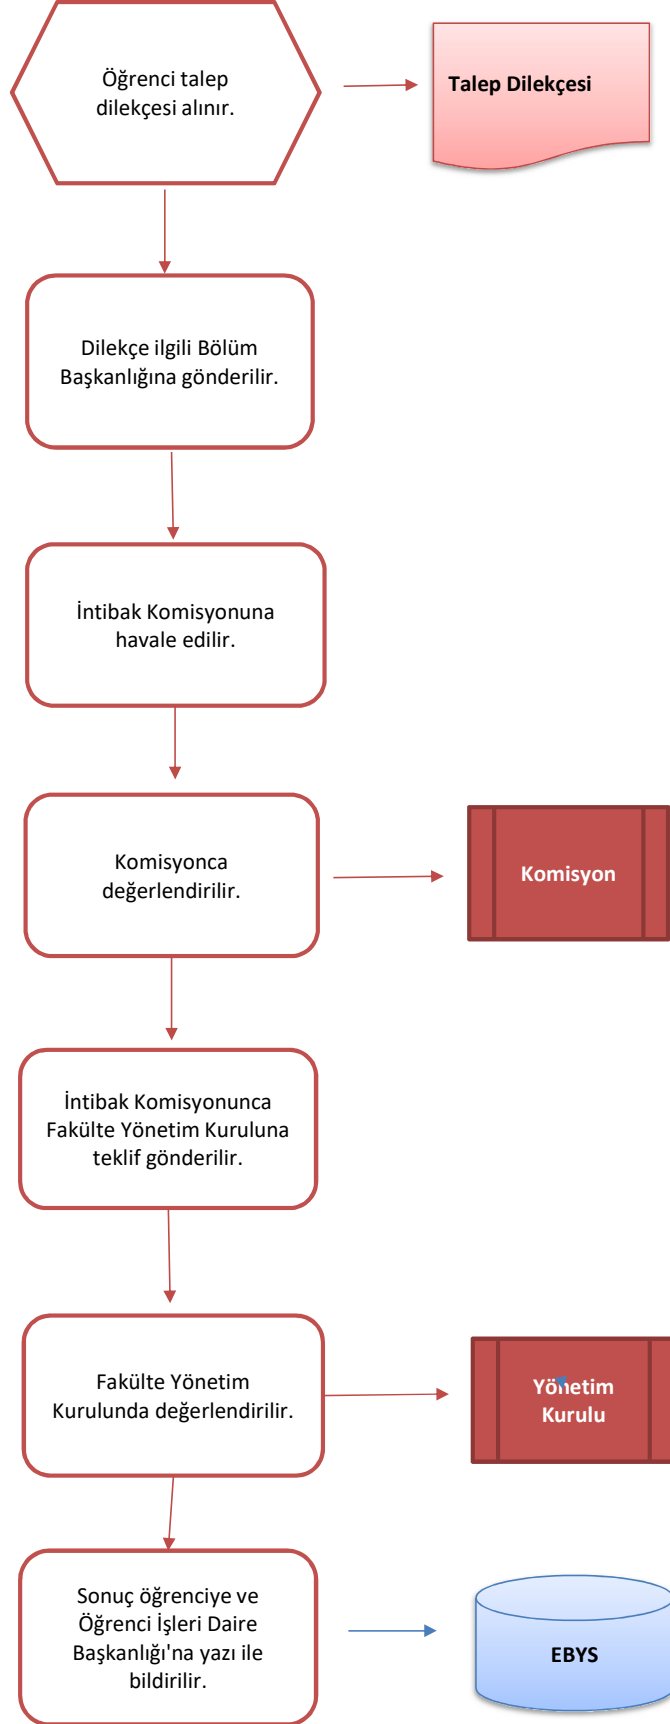 Öğrenci talep
dilekçesi alınır.
Talep Dilekçesi
Dilekçe ilgili Bölüm
Başkanlığına gönderilir.
İntibak Komisyonuna
havale edilir.
Komisyonca
değerlendirilir.
Komisyon
İntibak Komisyonunca
Fakülte Yönetim Kuruluna
teklif gönderilir.
Fakülte Yönetim
Kurulunda değerlendirilir.
Yönetim
Kurulu
Sonuç öğrenciye ve
Öğrenci İşleri Daire
Başkanlığı'na yazı ile
bildirilir.
EBYS